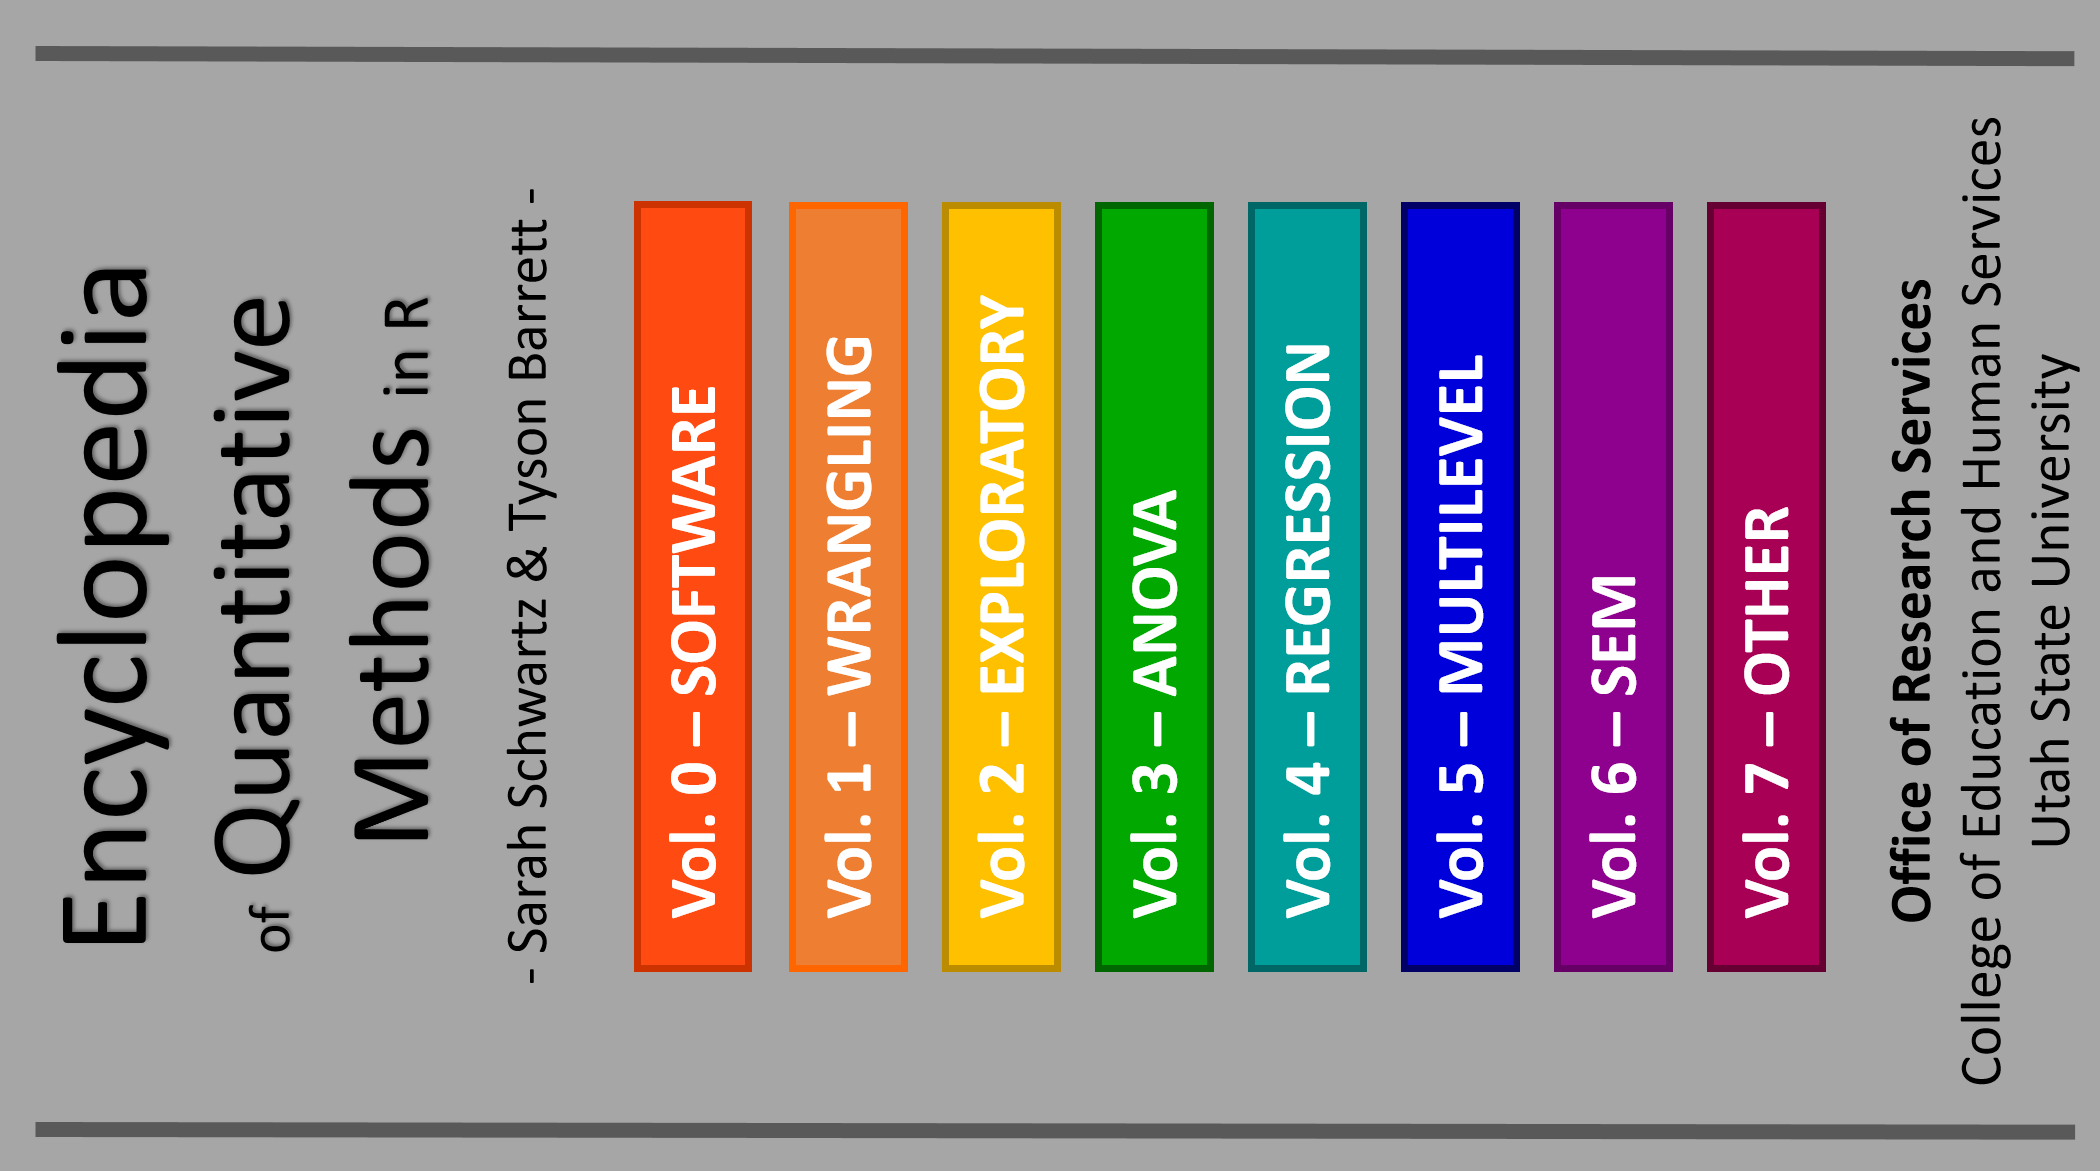 Encyclopedia
of Quantitative
Methods in R
- Sarah Schwartz & Tyson Barrett -
Vol. 0 – SOFTWARE
Vol. 1 – WRANGLING
Vol. 2 – EXPLORATORY
Vol. 3 – ANOVA
Vol. 4 – REGRESSION
Vol. 5 – MULTILEVEL
Vol. 6 – SEM
Vol. 7 – OTHER
Office of Research Services
College of Education and Human Services
Utah State University